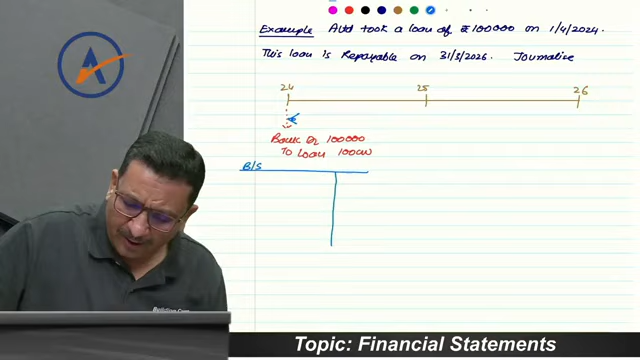 Example A Ltd took a loan of ₹100000 on 1/4/2024.
This loan is Repayable on 31/3/2026. Journalise
24 25 26
Bank Dr 100000
To Loan 100000
B/S
Topic: Financial Statements